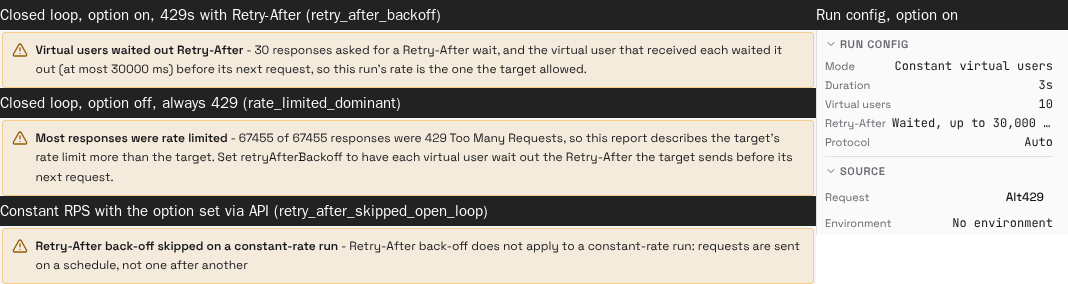 Closed loop, option on, 429s with Retry-After (retry_after_backoff)
Virtual users waited out Retry-After - 30 responses asked for a Retry-After wait, and the virtual user that received each waited it
out (at most 30000 ms) before its next request, so this run's rate is the one the target allowed.
Closed loop, option off, always 429 (rate_limited_dominant)
Most responses were rate limited - 67455 of 67455 responses were 429 Too Many Requests, so this report describes the target's
rate limit more than the target. Set retryAfterBackoff to have each virtual user wait out the Retry-After the target sends before its
next request.
Constant RPS with the option set via API (retry_after_skipped_open_loop)
Retry-After back-off skipped on a constant-rate run - Retry-After back-off does not apply to a constant-rate run: requests are sent
on a schedule, not one after another
Run config, option on
RUN CONFIG
Mode Constant virtual users
Duration 3s
Virtual users 10
Retry-After Waited, up to 30,000 …
Protocol Auto
SOURCE
Request Alt429
Environment No environment